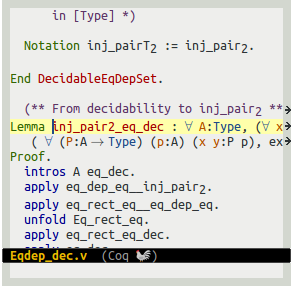 in [Type] *)
Notation inj_pairT₂ := inj_pair₂.
End DecidableEqDepSet.
(** From decidability to inj_pair₂ **
Lemma inj_pair2_eq_dec : ∀ A:Type, (∀ x
( ∀ (P:A → Type) (p:A) (x y:P p), ex
Proof.
intros A eq_dec.
apply eq_dep_eq__inj_pair₂.
apply eq_rect_eq__eq_dep_eq.
unfold Eq_rect_eq.
apply eq_rect_eq_dec.
Eqdep_dec.v (Coq 🐓)